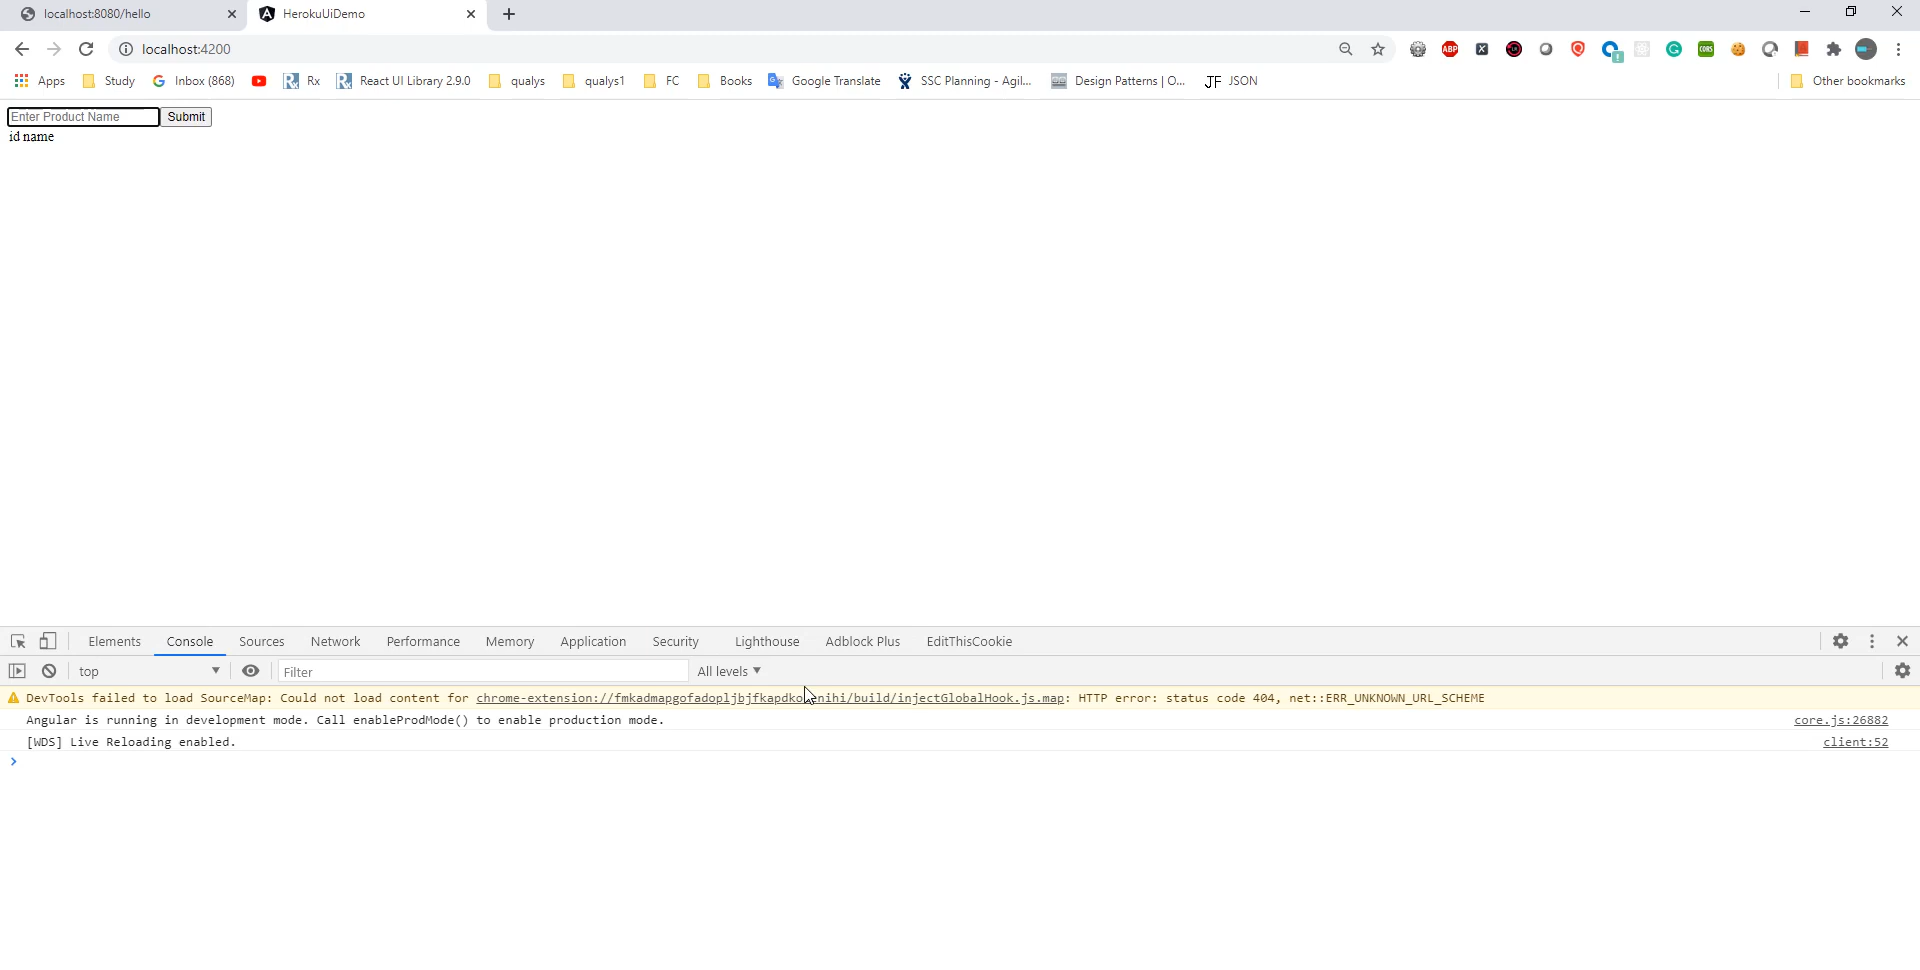 localhost:8080/hello
HerokuUiDemo
localhost:4200
ABP
CORS
Apps
Study
Inbox (868)
Rx
React UI Library 2.9.0
qualys
qualys1
FC
Books
Google Translate
SSC Planning - Agil...
Design Patterns | O...
JF JSON
Other bookmarks
Enter Product Name
Submit
id name
Elements
Console
Sources
Network
Performance
Memory
Application
Security
Lighthouse
Adblock Plus
EditThisCookie
top
Filter
All levels
DevTools failed to load SourceMap: Could not load content for chrome-extension://fmkadmapgofadopljbjfkapdko nihi/build/injectGlobalHook.js.map: HTTP error: status code 404, net::ERR_UNKNOWN_URL_SCHEME
Angular is running in development mode. Call enableProdMode() to enable production mode.
core.js:26882
[WDS] Live Reloading enabled.
client:52